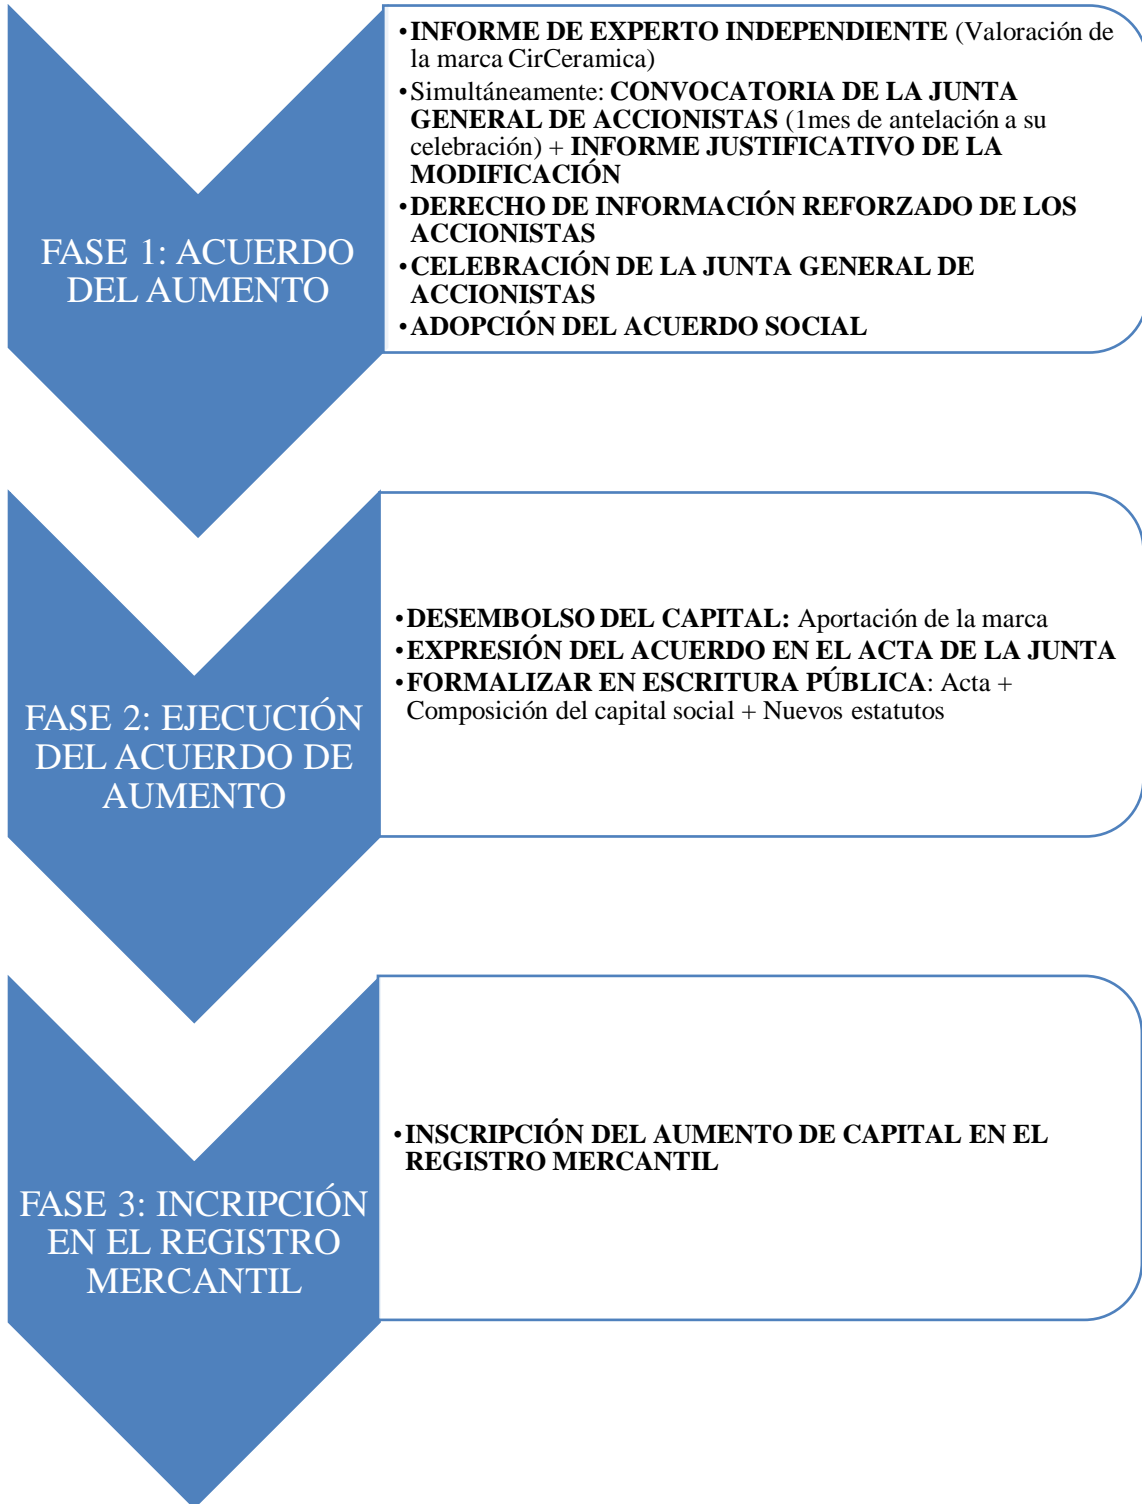 FASE 1: ACUERDO
DEL AUMENTO
•INFORME DE EXPERTO INDEPENDIENTE (Valoración de
la marca CirCeramica)
•Simultáneamente: CONVOCATORIA DE LA JUNTA
GENERAL DE ACCIONISTAS (1mes de antelación a su
celebración) + INFORME JUSTIFICATIVO DE LA
MODIFICACIÓN
•DERECHO DE INFORMACIÓN REFORZADO DE LOS
ACCIONISTAS
•CELEBRACIÓN DE LA JUNTA GENERAL DE
ACCIONISTAS
•ADOPCIÓN DEL ACUERDO SOCIAL
FASE 2: EJECUCIÓN
DEL ACUERDO DE
AUMENTO
•DESEMBOLSO DEL CAPITAL: Aportación de la marca
•EXPRESIÓN DEL ACUERDO EN EL ACTA DE LA JUNTA
•FORMALIZAR EN ESCRITURA PÚBLICA: Acta +
Composición del capital social + Nuevos estatutos
FASE 3: INCRIPCIÓN
EN EL REGISTRO
MERCANTIL
•INSCRIPCIÓN DEL AUMENTO DE CAPITAL EN EL
REGISTRO MERCANTIL